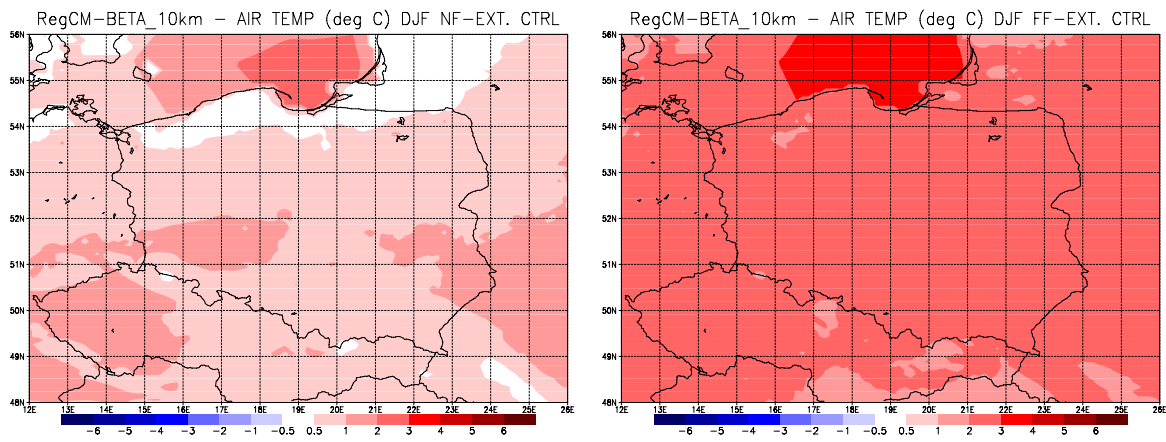 RegCM-BETA_10km - AIR TEMP (deg C) DJF NF-EXT. CTRL
56N
55N
54N
53N
52N
51N
50N
49N
48N
12E 13E 14E 15E 16E 17E 18E 19E 20E 21E 22E 23E 24E 25E 26E
-6 -5 -4 -3 -2 -1 -0.5 0.5 1 2 3 4 5 6
RegCM-BETA_10km - AIR TEMP (deg C) DJF FF-EXT. CTRL
56N
55N
54N
53N
52N
51N
50N
49N
48N
12E 13E 14E 15E 16E 17E 18E 19E 20E 21E 22E 23E 24E 25E 26E
-6 -5 -4 -3 -2 -1 -0.5 0.5 1 2 3 4 5 6